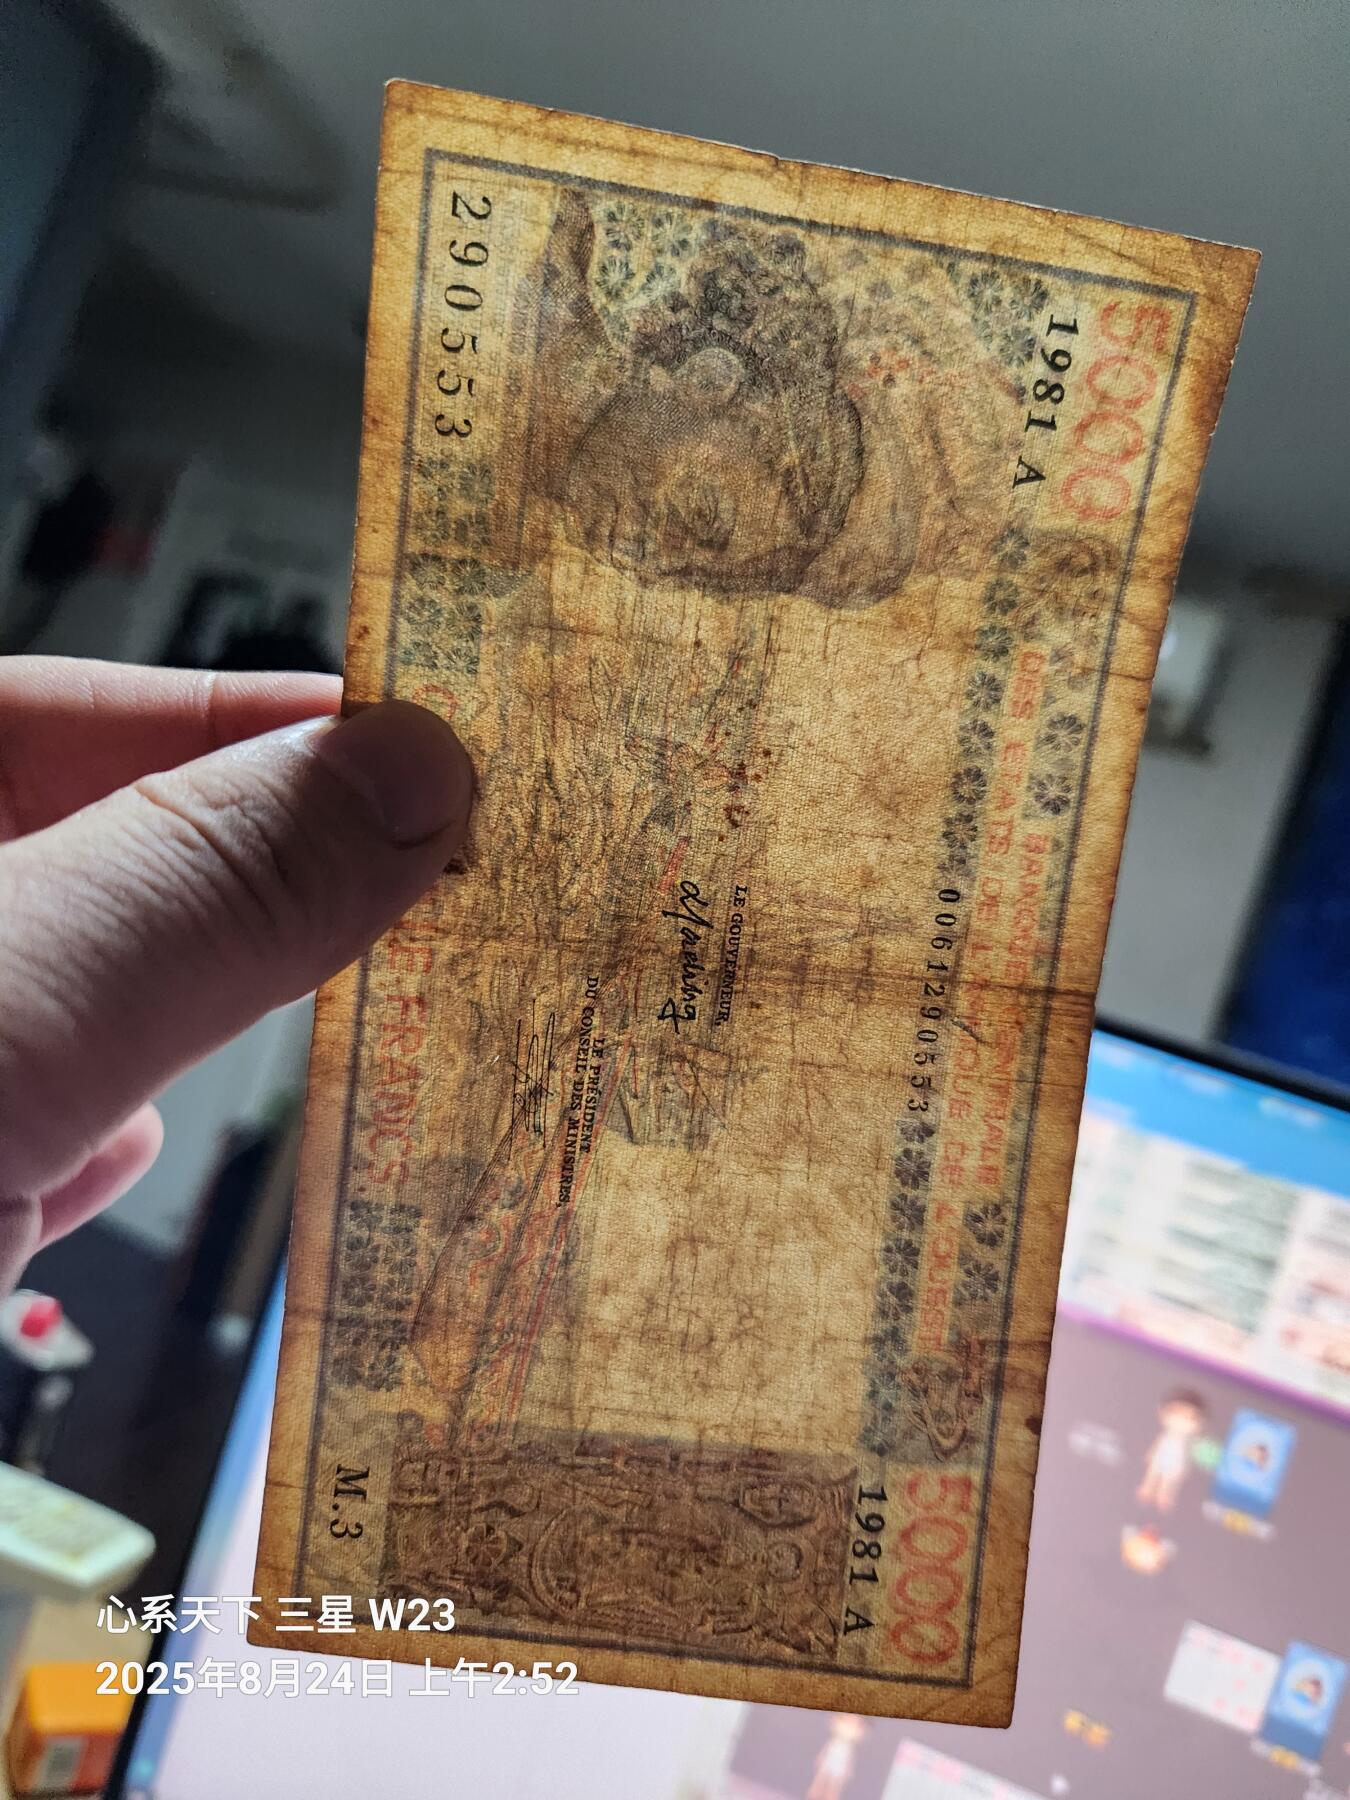 5000
1981 A
BANQUE CENTRALE
DES ETATS DE L'AFRIQUE DE L'OUEST
5000
1981 A
0061290553
LE GOUVERNEUR,
LE PRÉSIDENT
DU CONSEIL DES MINISTRES,
290553
FRANCS
M.3
心系天下 三星 W23
2025年8月24日 上午2:52